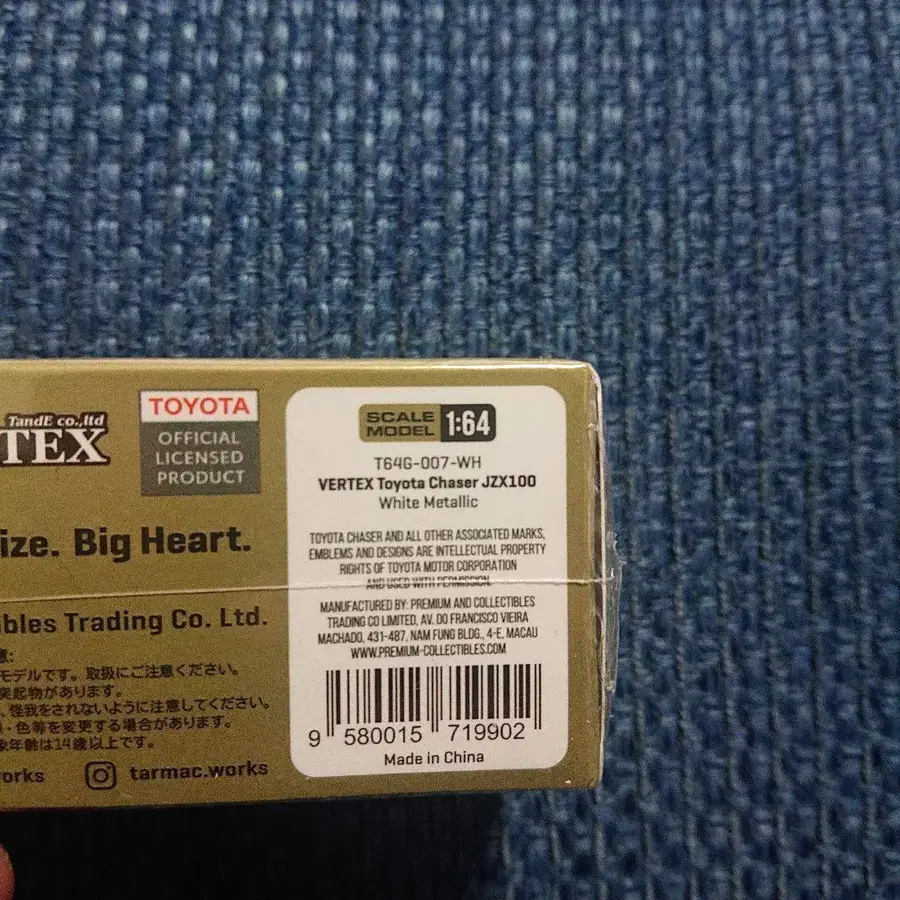 TandE co.,ltd
TEX
TOYOTA
OFFICIAL
LICENSED
PRODUCT
ize. Big Heart.
ibles Trading Co. Ltd.
意:
モデルです。取扱にご注意ください。
突起物があります。
、怪我をされないように注意してください。
・色等を変更する場合があります。
象年齢は14歳以上です。
orks
tarmac.works
SCALE
MODEL 1:64
T64G-007-WH
VERTEX Toyota Chaser JZX100
White Metallic
TOYOTA CHASER AND ALL OTHER ASSOCIATED MARKS,
EMBLEMS AND DESIGNS ARE INTELLECTUAL PROPERTY
RIGHTS OF TOYOTA MOTOR CORPORATION
AND USED WITH PERMISSION.
MANUFACTURED BY: PREMIUM AND COLLECTIBLES
TRADING CO LIMITED, AV. DO FRANCISCO VIEIRA
MACHADO, 431-487, NAM FUNG BLDG., 4-E, MACAU
WWW.PREMIUM-COLLECTIBLES.COM
9 580015 719902
Made in China